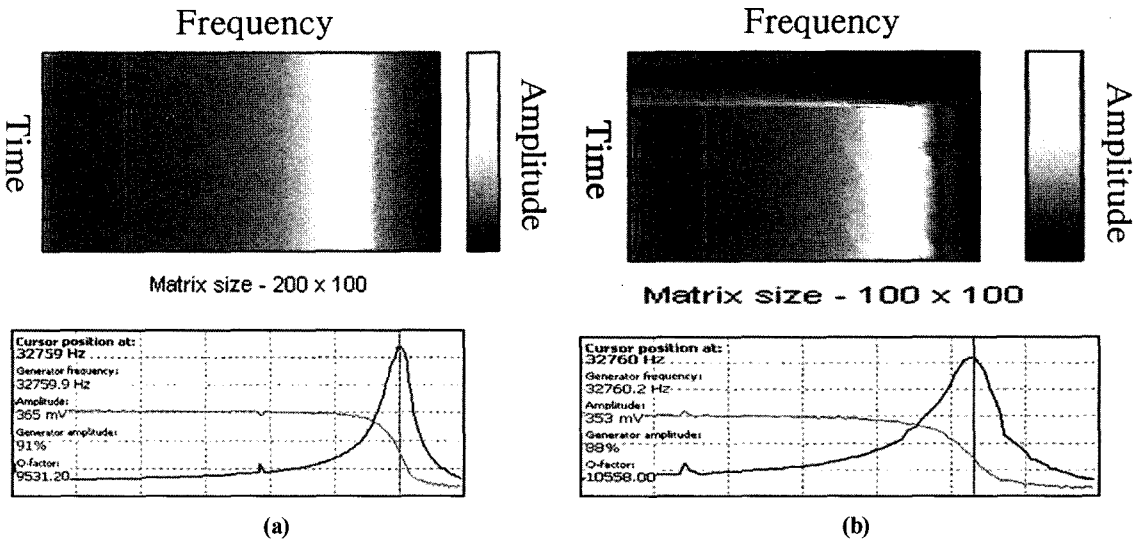 Frequency
Time
Amplitude
Matrix size - 200 x 100
Cursor position at:
32759 Hz
Generator frequency:
32759.9 Hz
Amplitude:
365 mV
Generator amplitude:
91%
Q-factor:
9531.20
(a)
Frequency
Time
Amplitude
Matrix size - 100 x 100
Cursor position at:
32760 Hz
Generator frequency:
32760.2 Hz
Amplitude:
353 mV
Generator amplitude:
88%
Q-factor:
10558.00
(b)